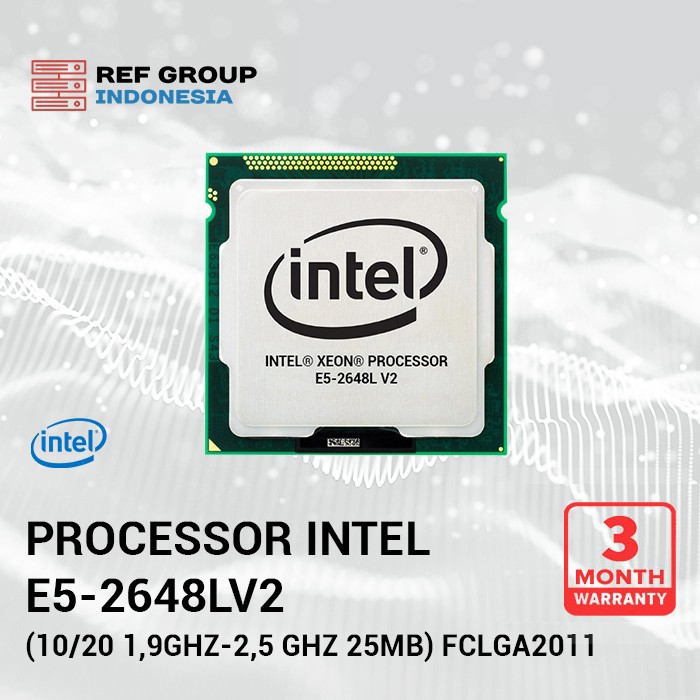 REF GROUP
INDONESIA
intel®
INTEL® XEON® PROCESSOR
E5-2648L V2
intel
PROCESSOR INTEL
E5-2648LV2
(10/20 1,9GHZ-2,5 GHZ 25MB) FCLGA2011
3
MONTH
WARRANTY